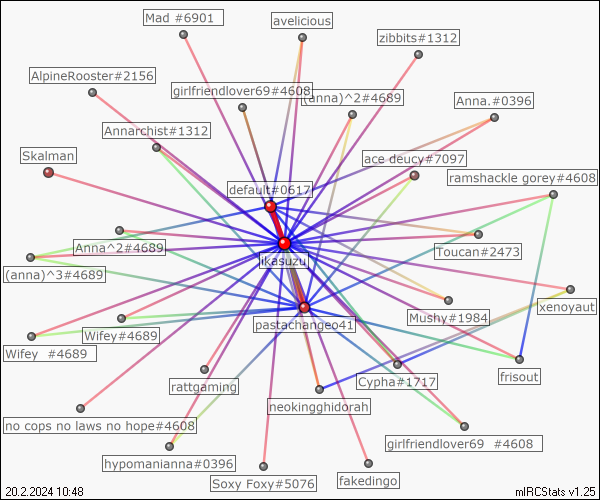 Mad #6901
avelicious
zibbits#1312
AlpineRooster#2156
girlfriendlover69#4608
(anna)^2#4689
Anna.#0396
Annarchist#1312
Skalman
ace deucy#7097
ramshackle gorey#4608
default#0617
Anna^2#4689
Toucan#2473
ikasuzu
(anna)^3#4689
xenoyaut
Mushy#1984
pastachangeo41
Wifey#4689
Wifey #4689
frisout
Cypha#1717
rattgaming
neokingghidorah
no cops no laws no hope#4608
girlfriendlover69 #4608
hypomanianna#0396
Soxy Foxy#5076
fakedingo
20.2.2024 10:48
mIRCStats v1.25